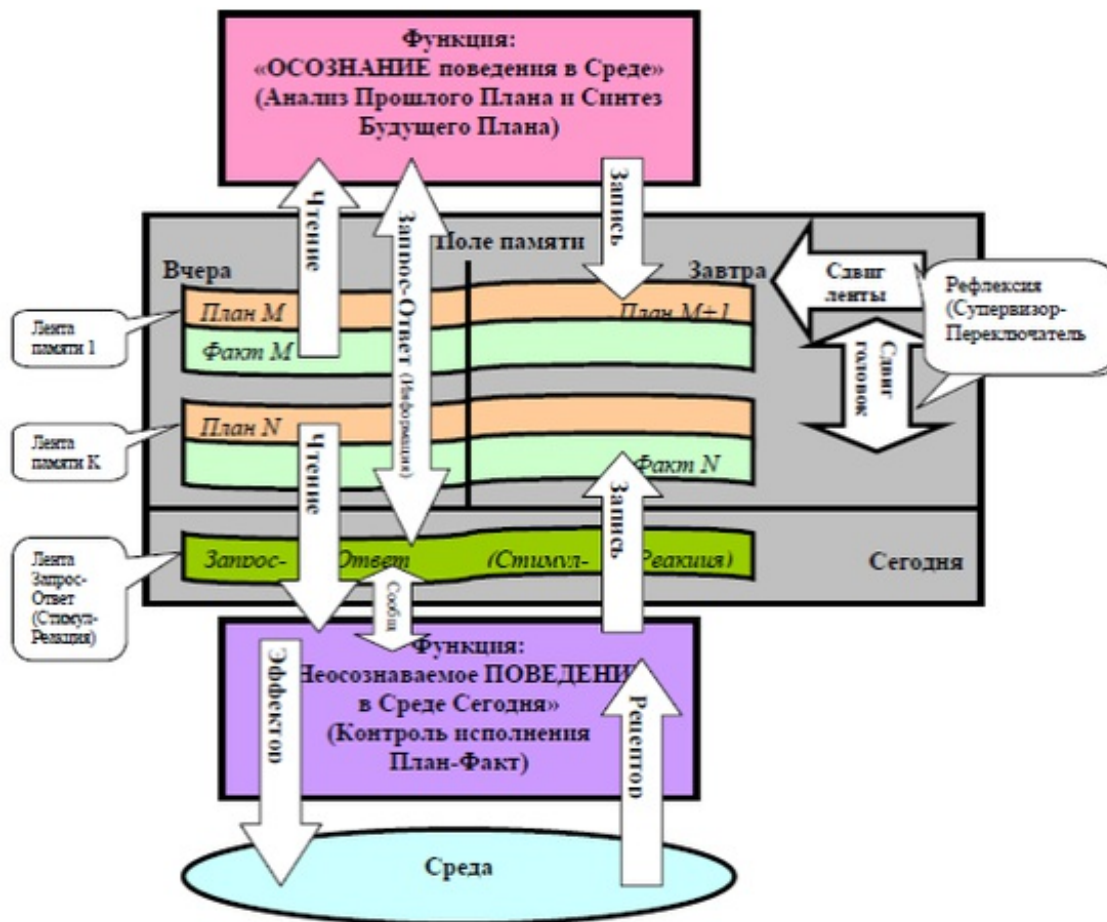 Функция:
«ОСОЗНАНИЕ поведения в Среде»
(Анализ Прошлого Плана и Синтез
Будущего Плана)
Чтение
Запрос-Ответ (Информация)
Запись
Поле памяти
Вчера
Завтра
Сдвиг
ленты
Рефлексия
(Супервизор-
Переключатель
Сдвиг
головок
Лента
памяти 1
План М
План М+1
Факт М
Лента
памяти К
План N
Факт N
Чтение
Запись
Лента
Запрос-
Ответ
(Стимул-
Реакция)
Запрос- Ответ (Стимул- Реакция)
Сегодня
Сообщ
Функция:
Неосознаваемое ПОВЕДЕНИ
в Среде Сегодня»
(Контроль исполнения
План-Факт)
Эффектор
Рецептор
Среда